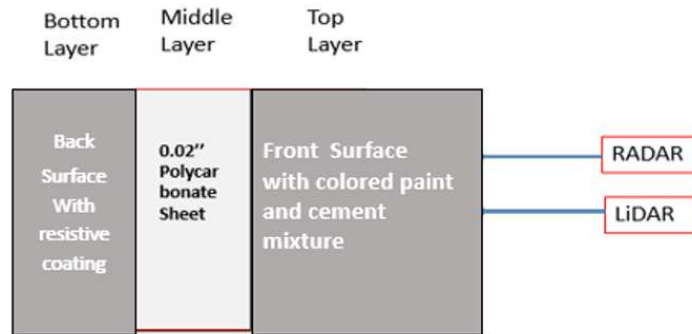 Bottom
Layer
Middle
Layer
Top
Layer
Back
Surface
With
resistive
coating
0.02’’
Polycar
bonate
Sheet
Front Surface
with colored paint
and cement
mixture
RADAR
LiDAR